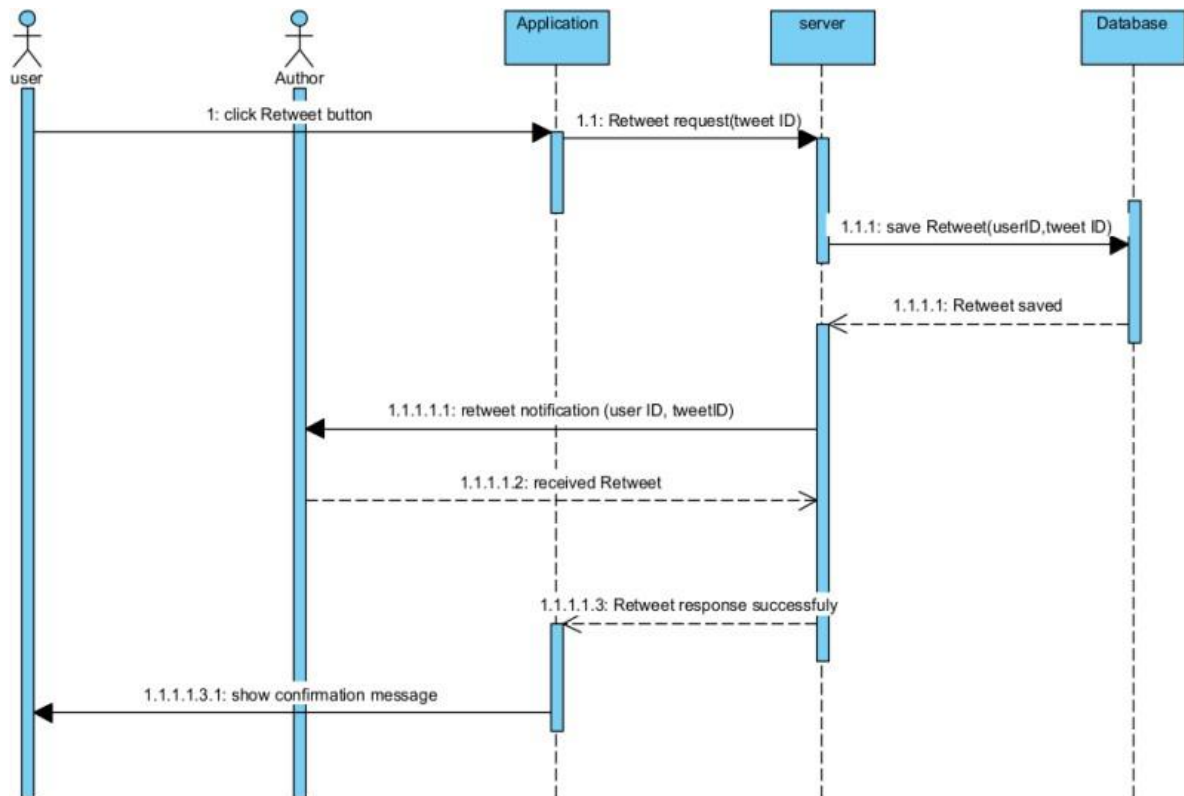 Application
server
Database
user
Author
1: click Retweet button
1.1: Retweet request(tweet ID)
1.1.1: save Retweet(userID,tweet ID)
1.1.1.1: Retweet saved
1.1.1.1.1: retweet notification (user ID, tweetID)
1.1.1.1.2: received Retweet
1.1.1.1.3: Retweet response successfuly
1.1.1.1.3.1: show confirmation message